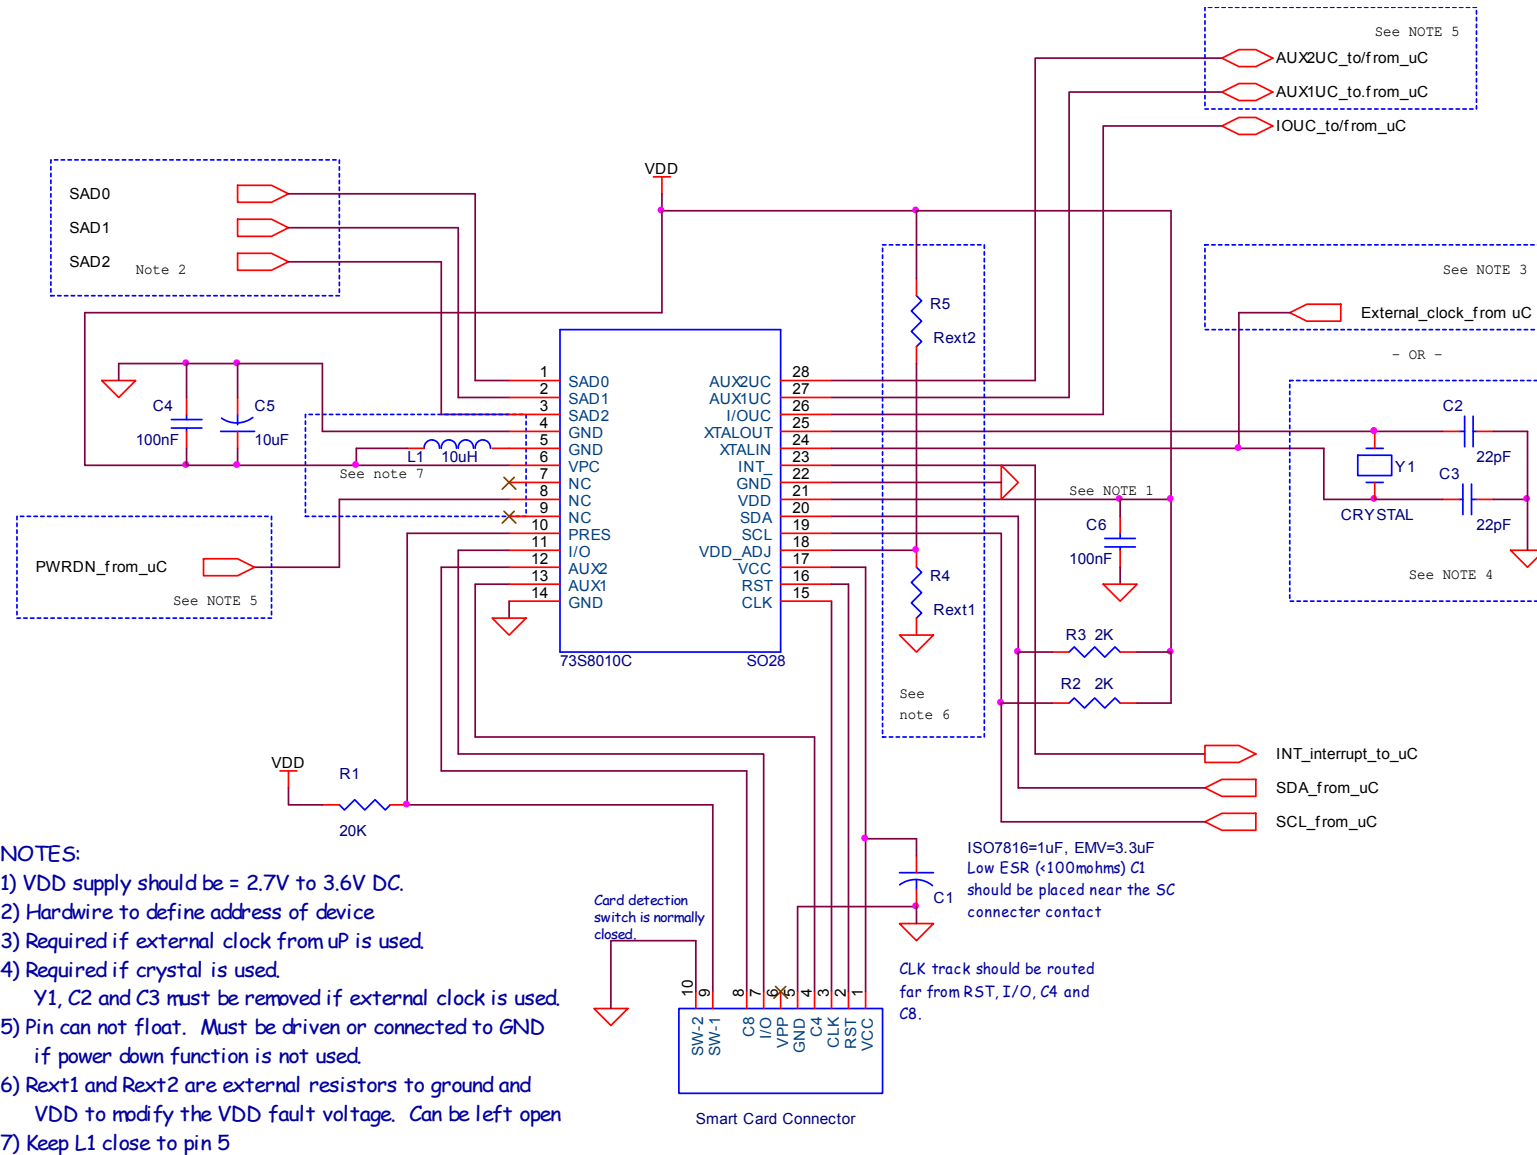 See NOTE 5
AUX2UC_to/from_uC
AUX1UC_to.from_uC
IOUC_to/from_uC
VDD
SAD0
SAD1
SAD2
Note 2
See NOTE 3
External_clock_from uC
- OR -
R5
Rext2
C4
100nF
C5
10uF
L1 10uH
See note 7
1 SAD0
2 SAD1
3 SAD2
4 GND
5 GND
6 VPC
7 NC
8 NC
9 NC
10 PRES
11 I/O
12 AUX2
13 AUX1
14 GND
AUX2UC 28
AUX1UC 27
I/OUC 26
XTALOUT 25
XTALIN 24
INT_ 23
GND 22
VDD 21
SDA 20
SCL 19
VDD_ADJ 18
VCC 17
RST 16
CLK 15
73S8010C
SO28
C2
22pF
Y1
C3
22pF
CRYSTAL
See NOTE 4
See NOTE 1
C6
100nF
PWRDN_from_uC
See NOTE 5
R4
Rext1
See
note 6
R3 2K
R2 2K
INT_interrupt_to_uC
SDA_from_uC
SCL_from_uC
VDD
R1
20K
ISO7816=1uF, EMV=3.3uF
Low ESR (<100mohms) C1
should be placed near the SC
connecter contact
C1
Card detection
switch is normally
closed.
CLK track should be routed
far from RST, I/O, C4 and
C8.
10 SW-2
9 SW-1
8 C8
7 I/O
6 VPP
5 GND
4 C4
3 CLK
2 RST
1 VCC
Smart Card Connector
NOTES:
1) VDD supply should be = 2.7V to 3.6V DC.
2) Hardwire to define address of device
3) Required if external clock from uP is used.
4) Required if crystal is used.
Y1, C2 and C3 must be removed if external clock is used.
5) Pin can not float. Must be driven or connected to GND
if power down function is not used.
6) Rext1 and Rext2 are external resistors to ground and
VDD to modify the VDD fault voltage. Can be left open
7) Keep L1 close to pin 5